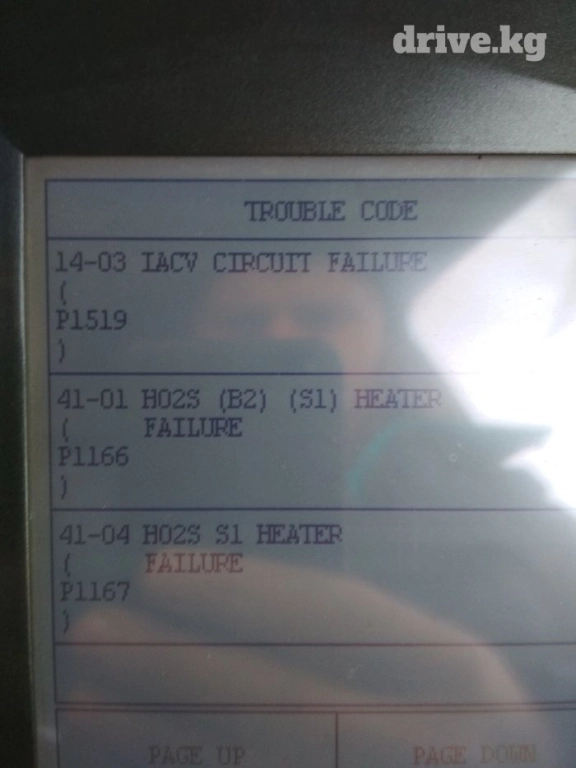 drive.kg
TROUBLE CODE
14-03 IACV CIRCUIT FAILURE
(
P1519
)
41-01 HO2S (B2) (S1) HEATER
( FAILURE
P1166
)
41-04 HO2S S1 HEATER
( FAILURE
P1167
)
PAGE UP
PAGE DOWN